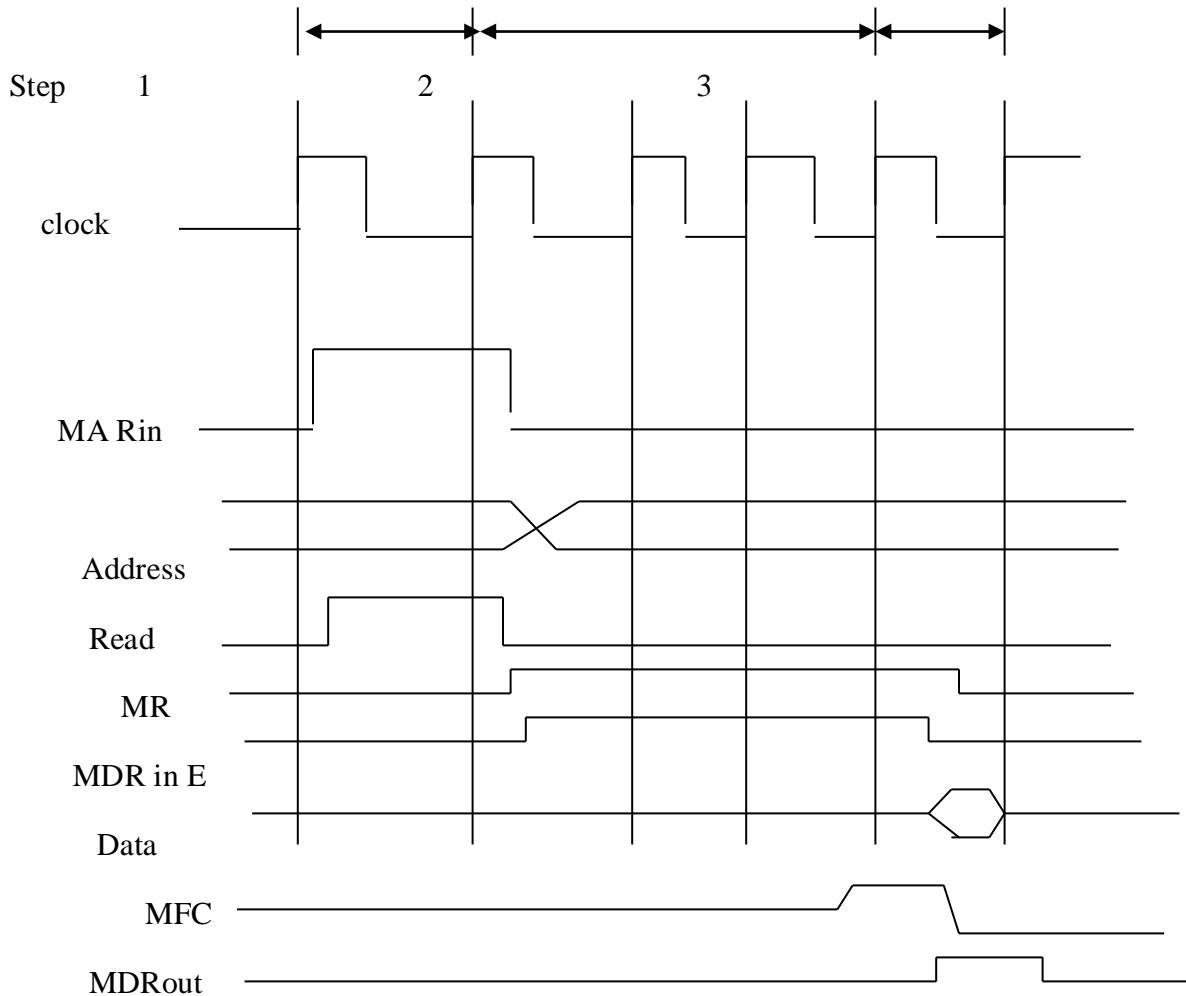 Step 1 2 3
clock
MA Rin
Address
Read
MR
MDR in E
Data
MFC
MDRout